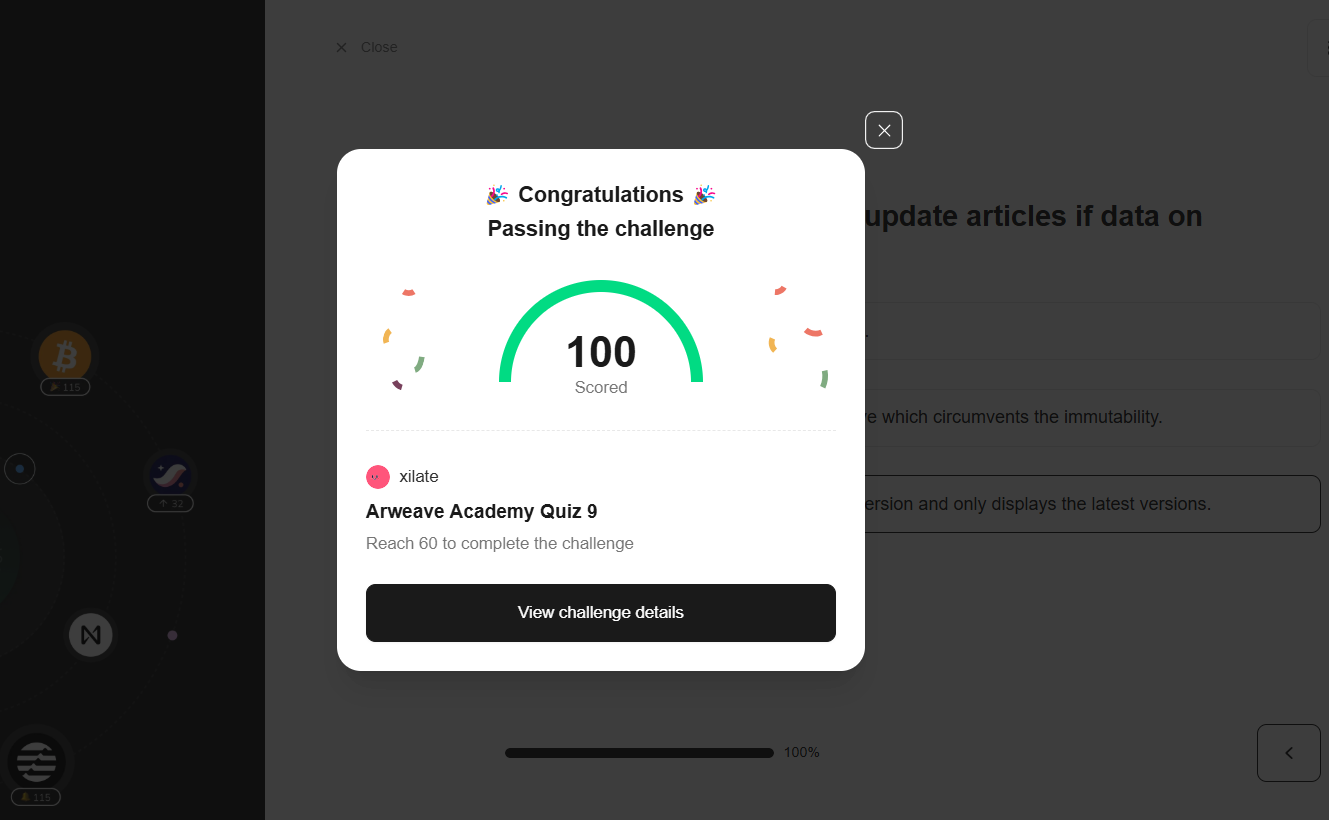 Close
Congratulations
Passing the challenge
update articles if data on
100
Scored
115
e which circumvents the immutability.
xilate
32
ersion and only displays the latest versions.
Arweave Academy Quiz 9
Reach 60 to complete the challenge
View challenge details
100%
115